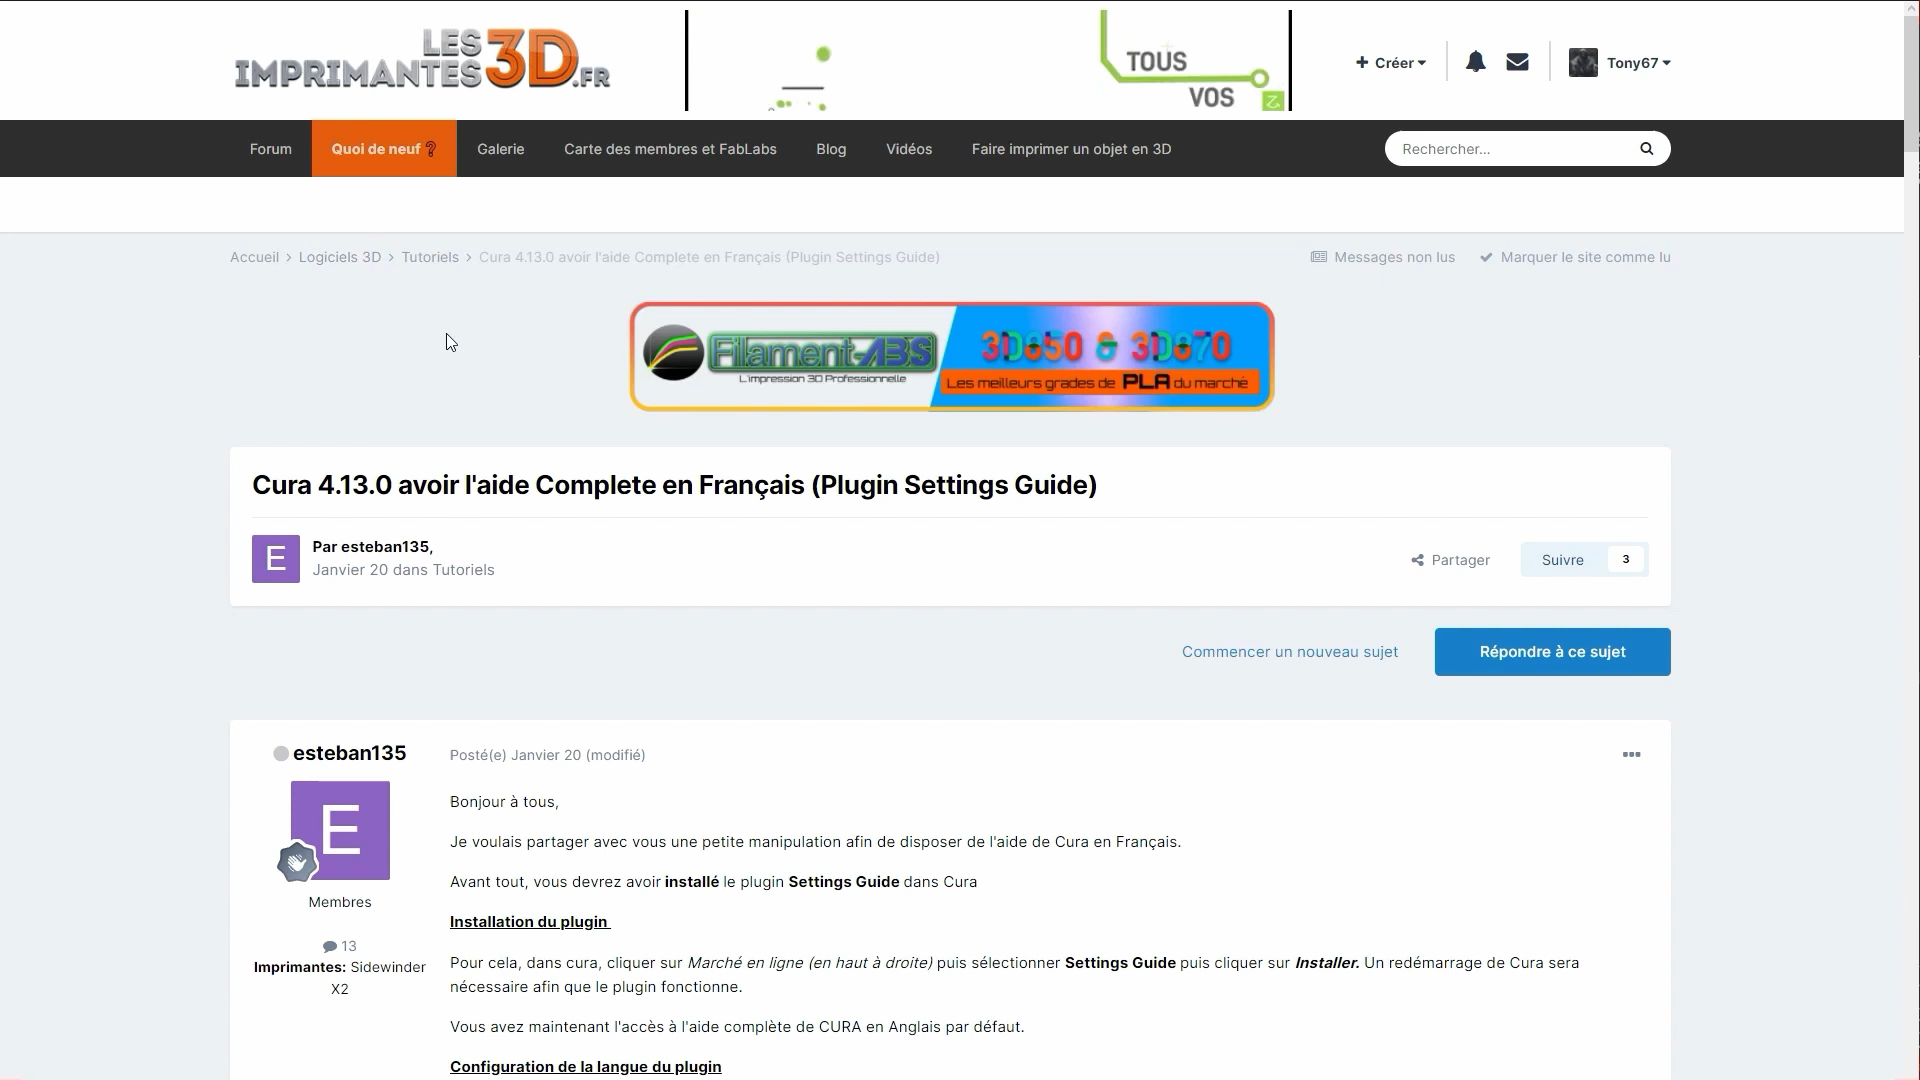 LES
IMPRIMANTES3D.FR
TOUS
VOS
Créer
Tony67
Forum
Quoi de neuf ?
Galerie
Carte des membres et FabLabs
Blog
Vidéos
Faire imprimer un objet en 3D
Rechercher...
Accueil > Logiciels 3D > Tutoriels > Cura 4.13.0 avoir l'aide Complete en Français (Plugin Settings Guide)
Messages non lus
Marquer le site comme lu
Filament-ABS
L'impression 3D Professionnelle
3D850 & 3D870
Les meilleurs grades de PLA du marché
Cura 4.13.0 avoir l'aide Complete en Français (Plugin Settings Guide)
E
Par esteban135,
Janvier 20 dans Tutoriels
Partager
Suivre
3
Commencer un nouveau sujet
Répondre à ce sujet
esteban135
E
Membres
13
Imprimantes: Sidewinder
X2
Posté(e) Janvier 20 (modifié)
Bonjour à tous,
Je voulais partager avec vous une petite manipulation afin de disposer de l'aide de Cura en Français.
Avant tout, vous devrez avoir installé le plugin Settings Guide dans Cura
Installation du plugin
Pour cela, dans cura, cliquer sur Marché en ligne (en haut à droite) puis sélectionner Settings Guide puis cliquer sur Installer. Un redémarrage de Cura sera
nécessaire afin que le plugin fonctionne.
Vous avez maintenant l'accès à l'aide complète de CURA en Anglais par défaut.
Configuration de la langue du plugin